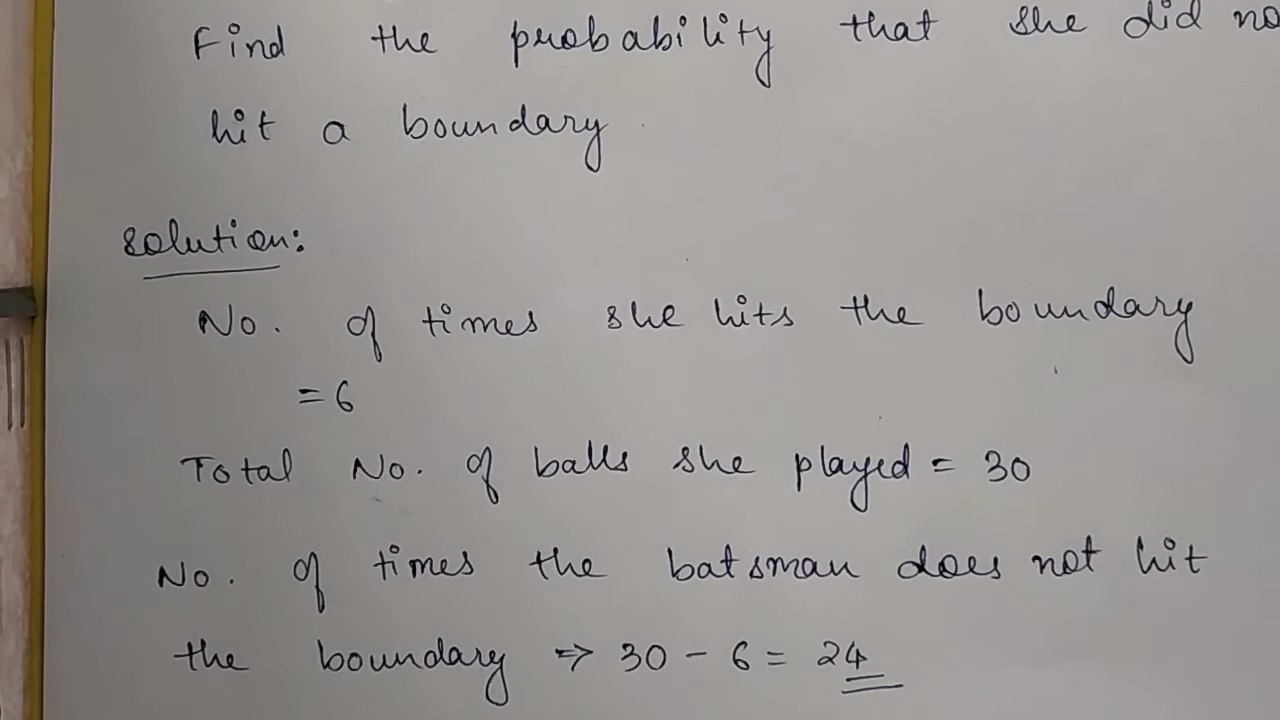 Find the probability that she did no
hit a boundary
Solution:
No. of times she hits the boundary
= 6
Total No. of balls she played = 30
No. of times the batsman does not hit
the boundary ⇒ 30 - 6 = 24